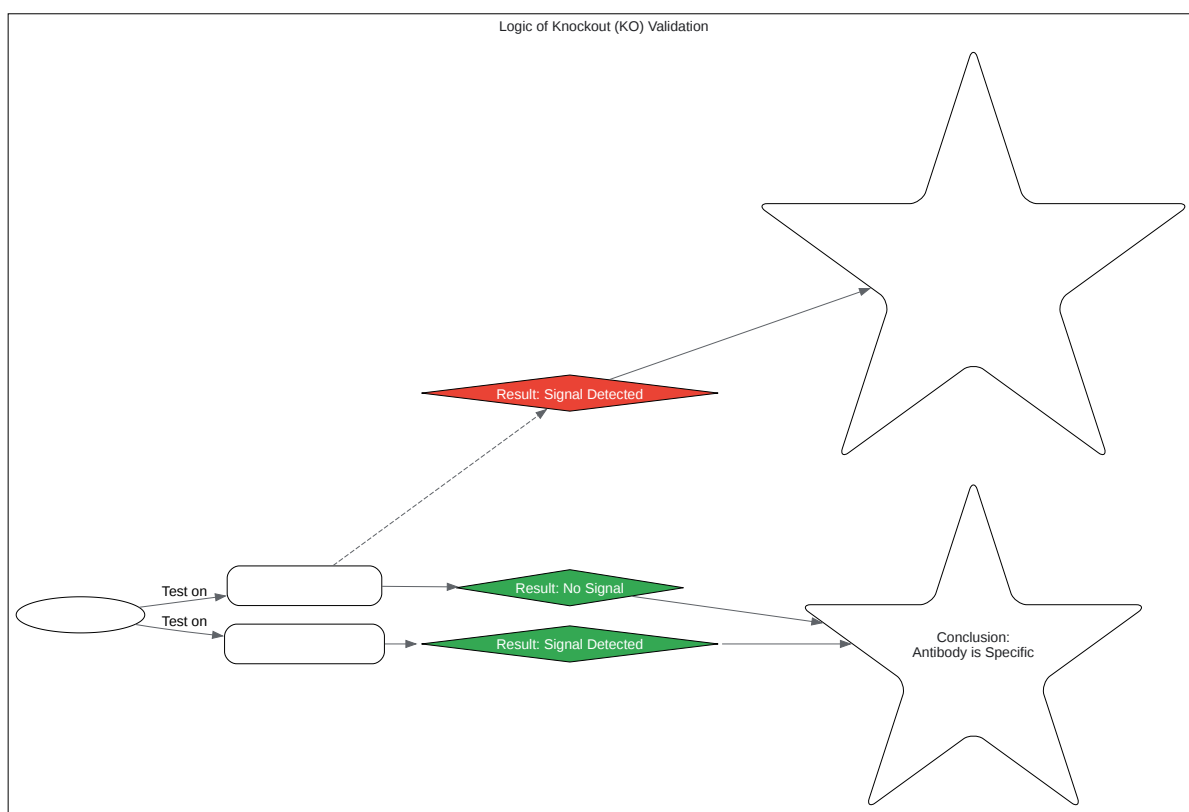 Logic of Knockout (KO) Validation
Result: Signal Detected
Test on
Result: No Signal
Test on
Result: Signal Detected
Conclusion:
Antibody is Specific